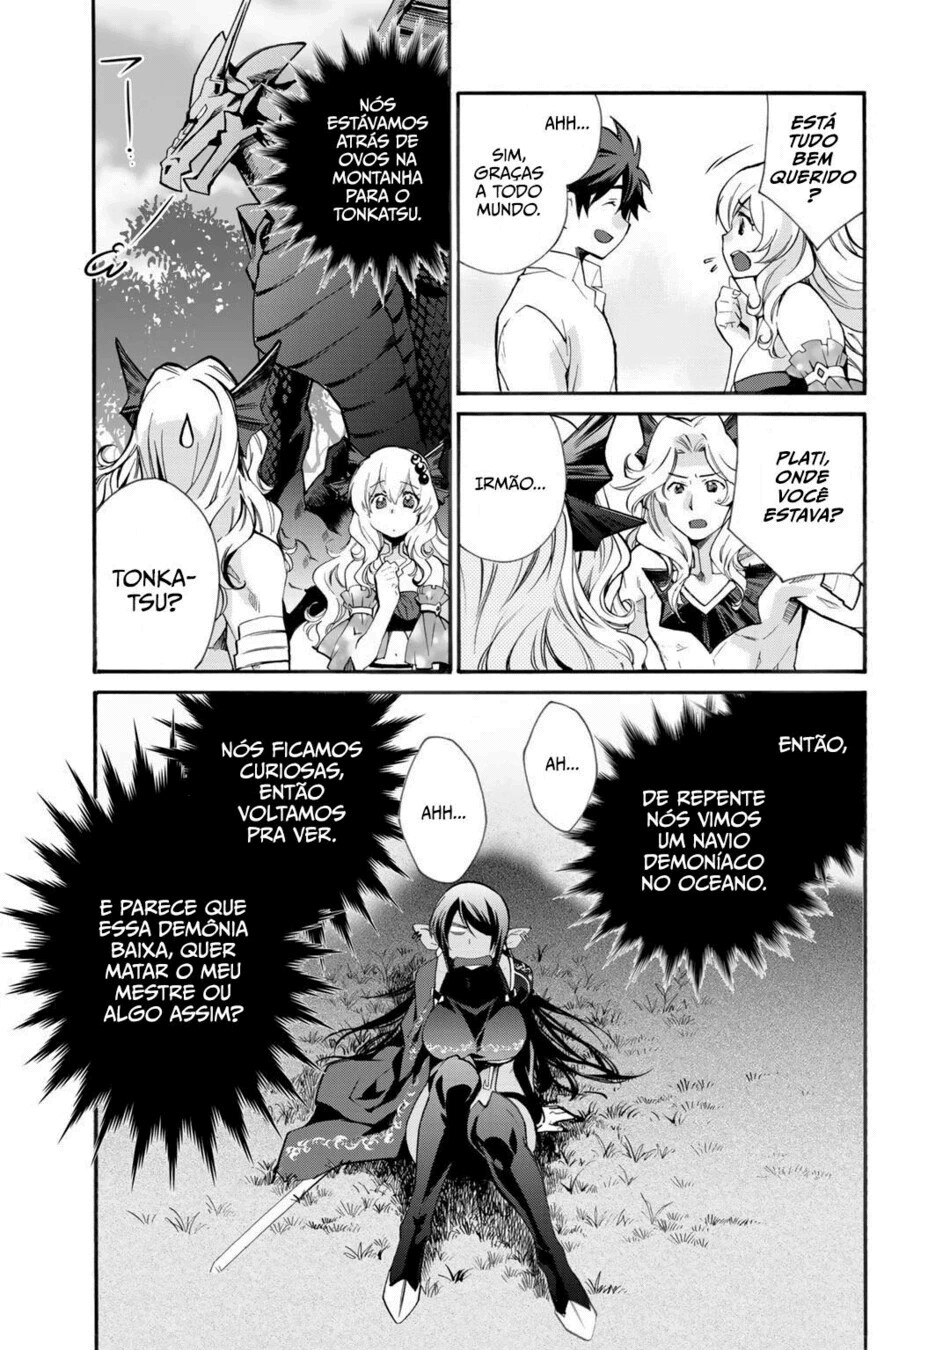 ESTÁ
TUDO
BEM
QUERIDO
?
AHH...
SIM,
GRAÇAS
A TODO
MUNDO.
PLATI,
ONDE
VOCÊ
ESTAVA?
IRMÃO...
NÓS
ESTÁVAMOS
ATRÁS DE
OVOS NA
MONTANHA
PARA O
TONKATSU.
TONKA-
TSU?
ENTÃO,
DE REPENTE
NÓS VIMOS
UM NAVIO
DEMONÍACO
NO OCEANO.
AH...
AHH...
NÓS FICAMOS
CURIOSAS,
ENTÃO
VOLTAMOS
PRA VER.
E PARECE QUE
ESSA DEMÔNIA
BAIXA, QUER
MATAR O MEU
MESTRE OU
ALGO ASSIM?